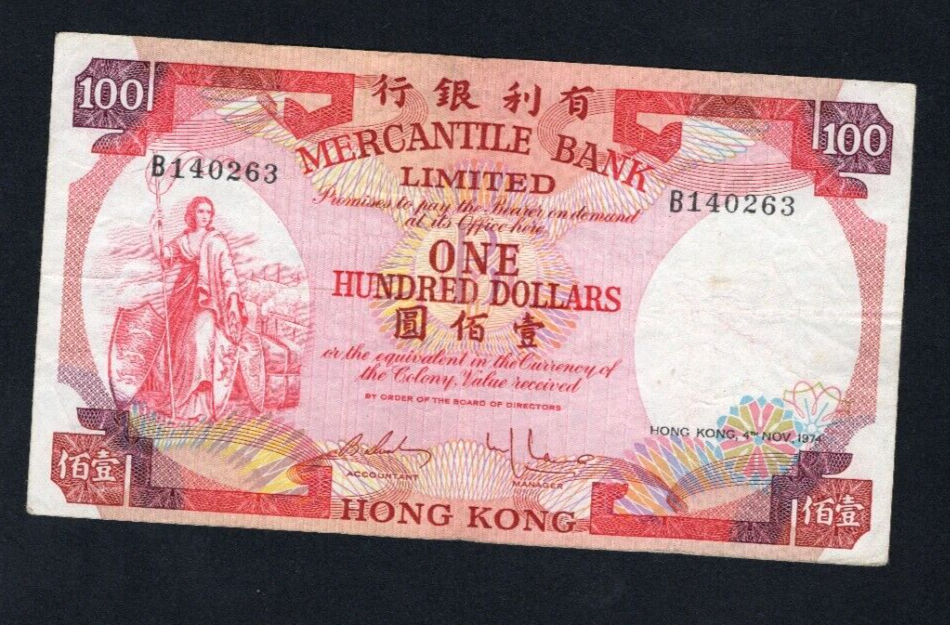 100
行銀利有
100
MERCANTILE BANK
LIMITED
B140263
B140263
Promises to pay the Bearer on demand
at its Office here
ONE
HUNDRED DOLLARS
圓佰壹
or the equivalent in the Currency of
the Colony, Value received
BY ORDER OF THE BOARD OF DIRECTORS
HONG KONG, 4TH NOV. 1974
ACCOUNTANT
MANAGER
佰壹
HONG KONG
佰壹